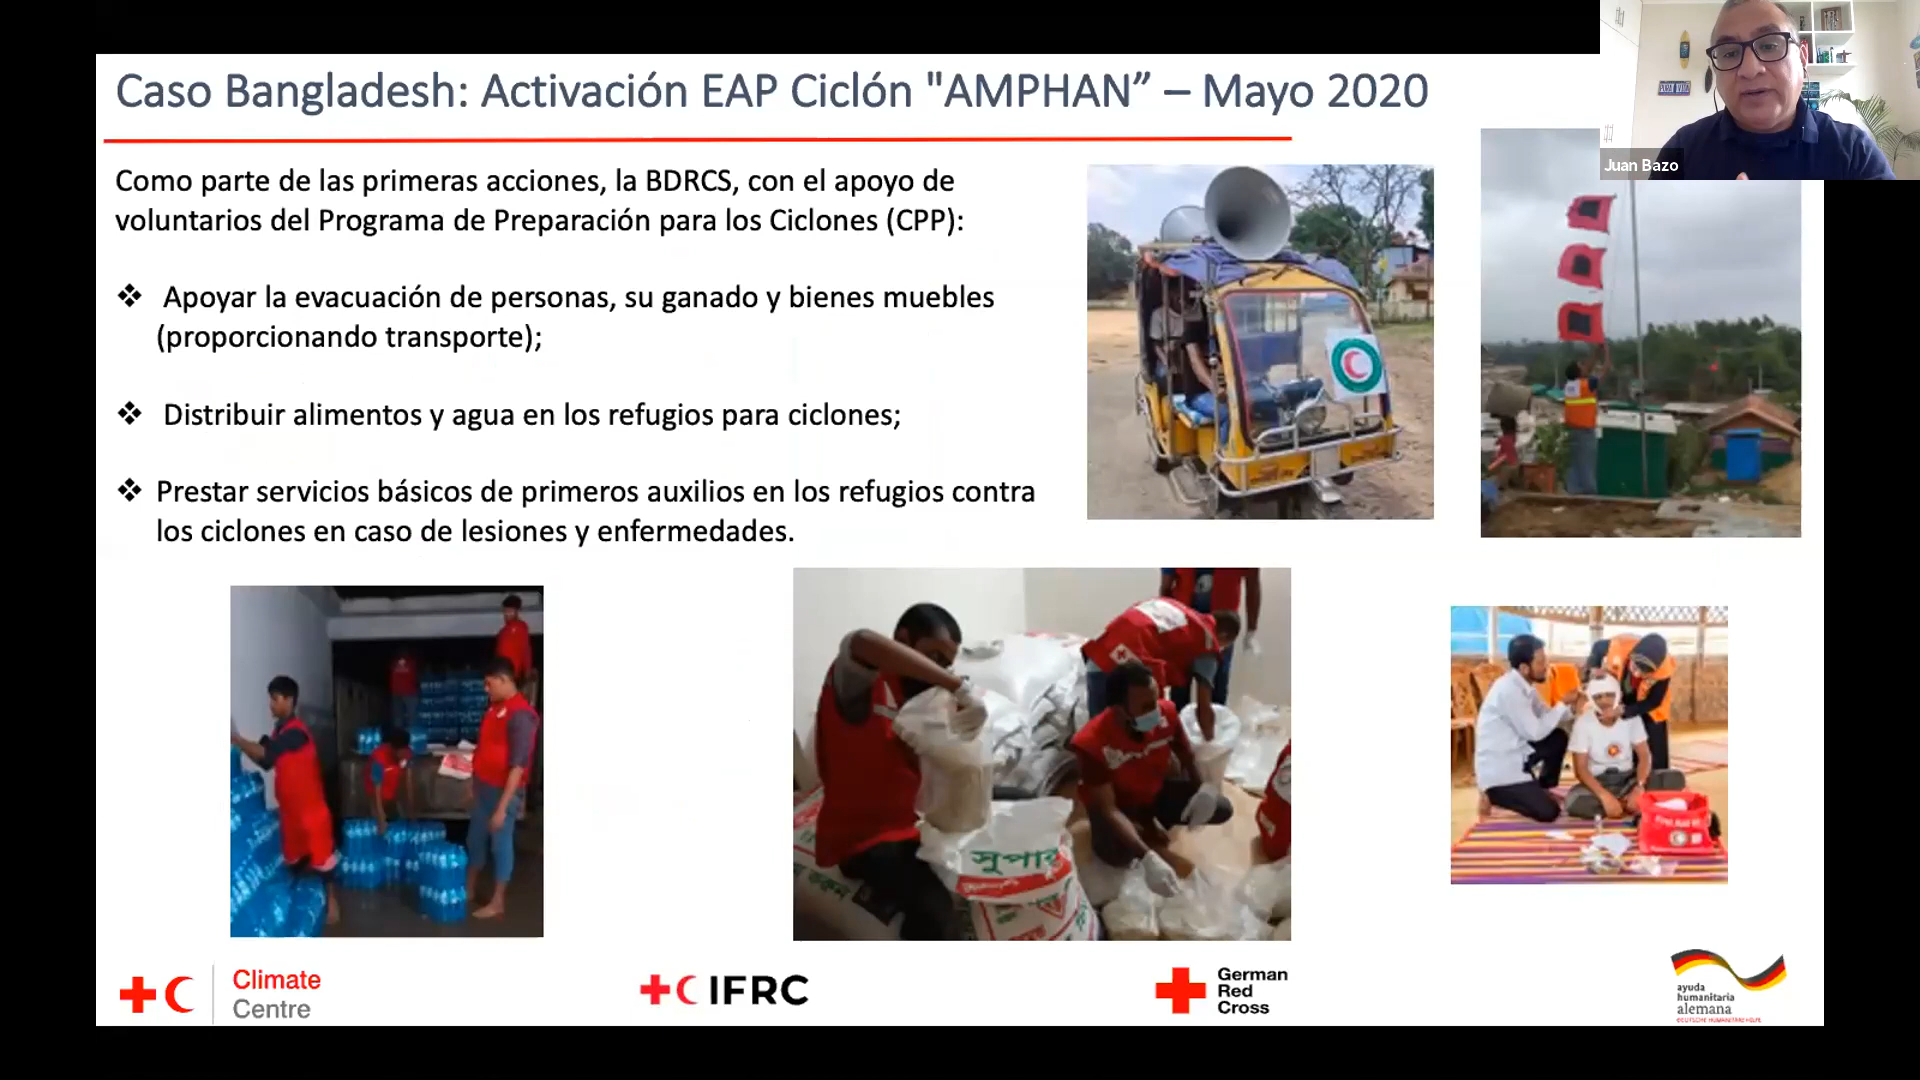 Caso Bangladesh: Activación EAP Ciclón "AMPHAN” – Mayo 2020
Juan Bazo
Como parte de las primeras acciones, la BDRCS, con el apoyo de
voluntarios del Programa de Preparación para los Ciclones (CPP):
❖ Apoyar la evacuación de personas, su ganado y bienes muebles
(proporcionando transporte);
❖ Distribuir alimentos y agua en los refugios para ciclones;
❖ Prestar servicios básicos de primeros auxilios en los refugios contra
los ciclones en caso de lesiones y enfermedades.
সুপার
Climate
Centre
IFRC
German
Red
Cross
ayuda
humanitaria
alemana
DEUTSCHE HUMANITÄRE HILFE